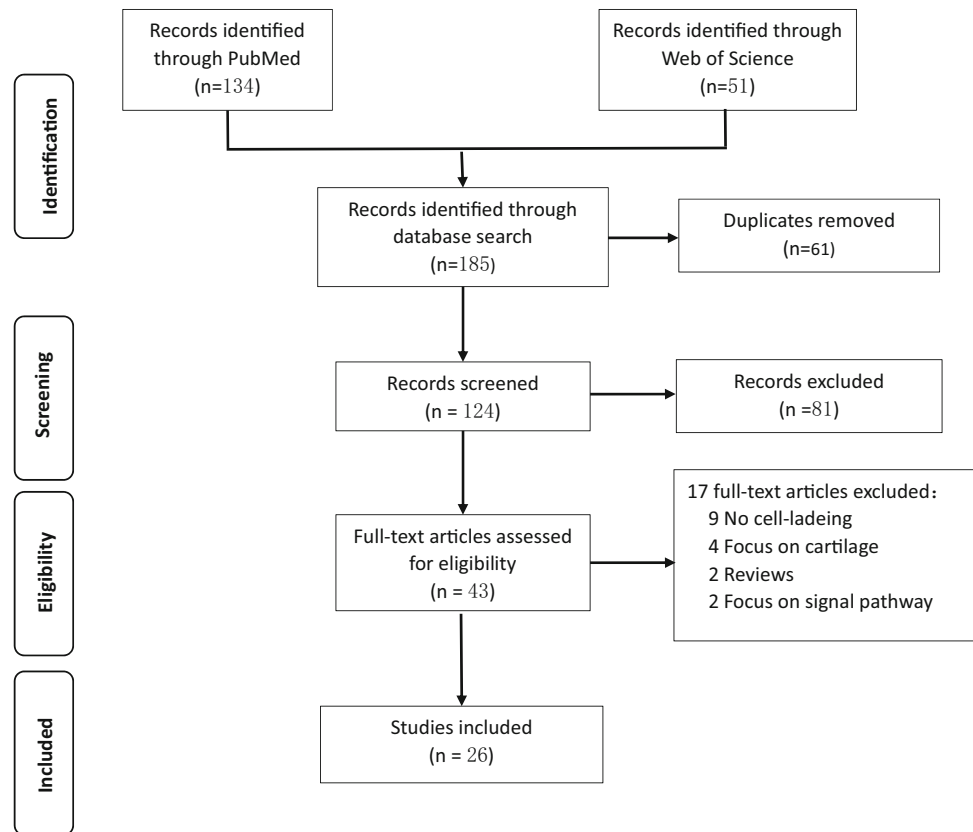 Records identified
through PubMed
(n=134)
Records identified through
Web of Science
(n=51)
Identification
Records identified through
database search
(n=185)
Duplicates removed
(n=61)
Screening
Records screened
(n = 124)
Records excluded
(n =81)
Eligibility
Full-text articles assessed
for eligibility
(n = 43)
17 full-text articles excluded：
9 No cell-ladeing
4 Focus on cartilage
2 Reviews
2 Focus on signal pathway
Included
Studies included
(n = 26)